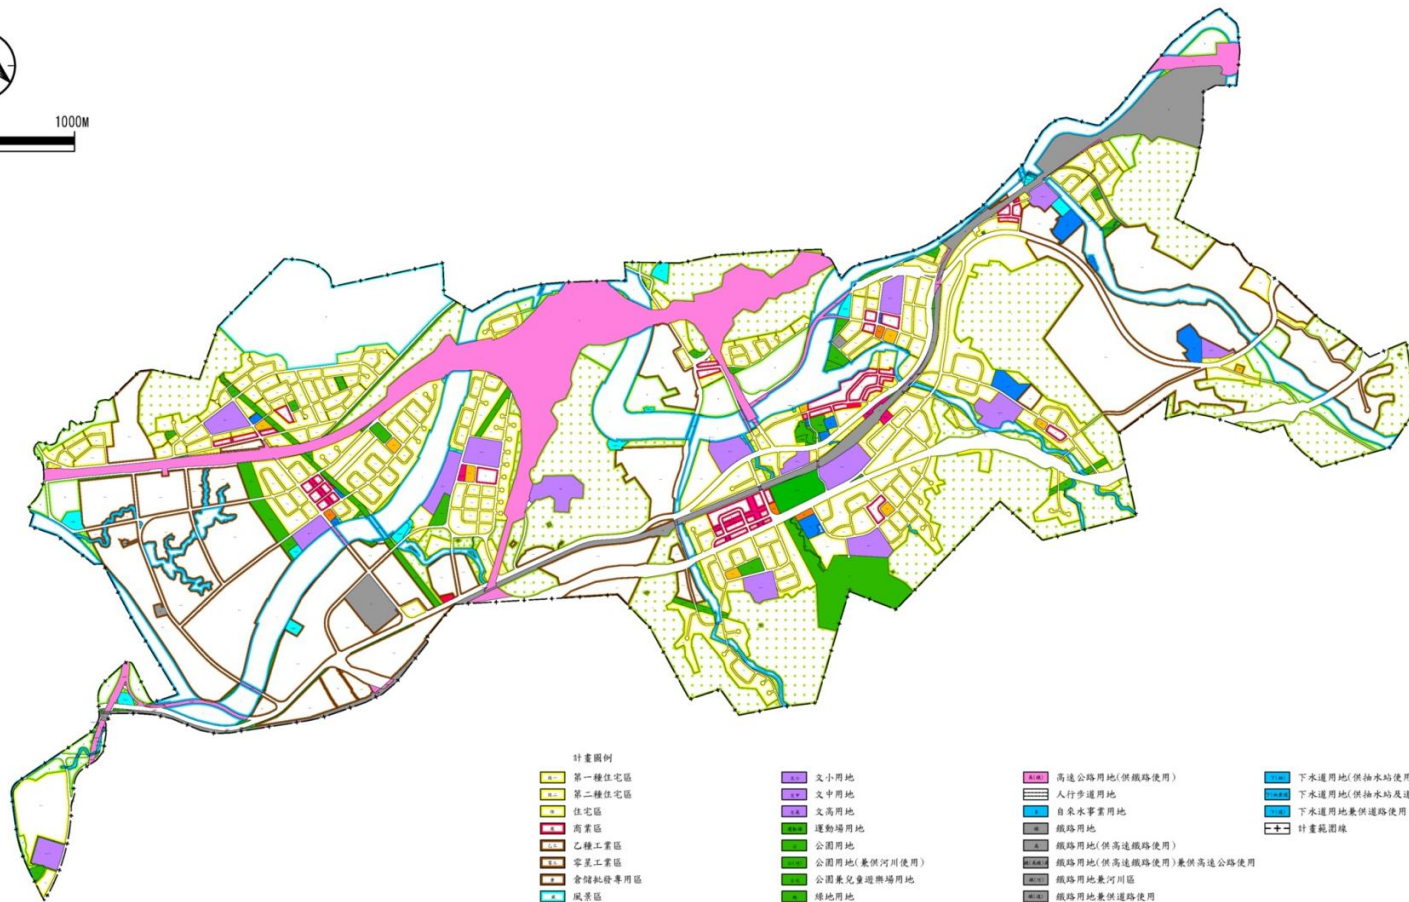 1000M
計畫圖例
第一種住宅區
第二種住宅區
住宅區
商業區
乙種工業區
零星工業區
倉儲批發專用區
風景區
文小用地
文中用地
文高用地
運動場用地
公園用地
公園用地(兼供河川使用)
公園兼兒童遊樂場用地
綠地用地
高速公路用地(供鐵路使用)
人行步道用地
自來水事業用地
鐵路用地
鐵路用地(供高速鐵路使用)
鐵路用地(供高速鐵路使用)兼供高速公路使用
鐵路用地兼河川區
鐵路用地兼供道路使用
下水道用地(供抽水站使用
下水道用地(供抽水站及道
下水道用地兼供道路使用
計畫範圍線